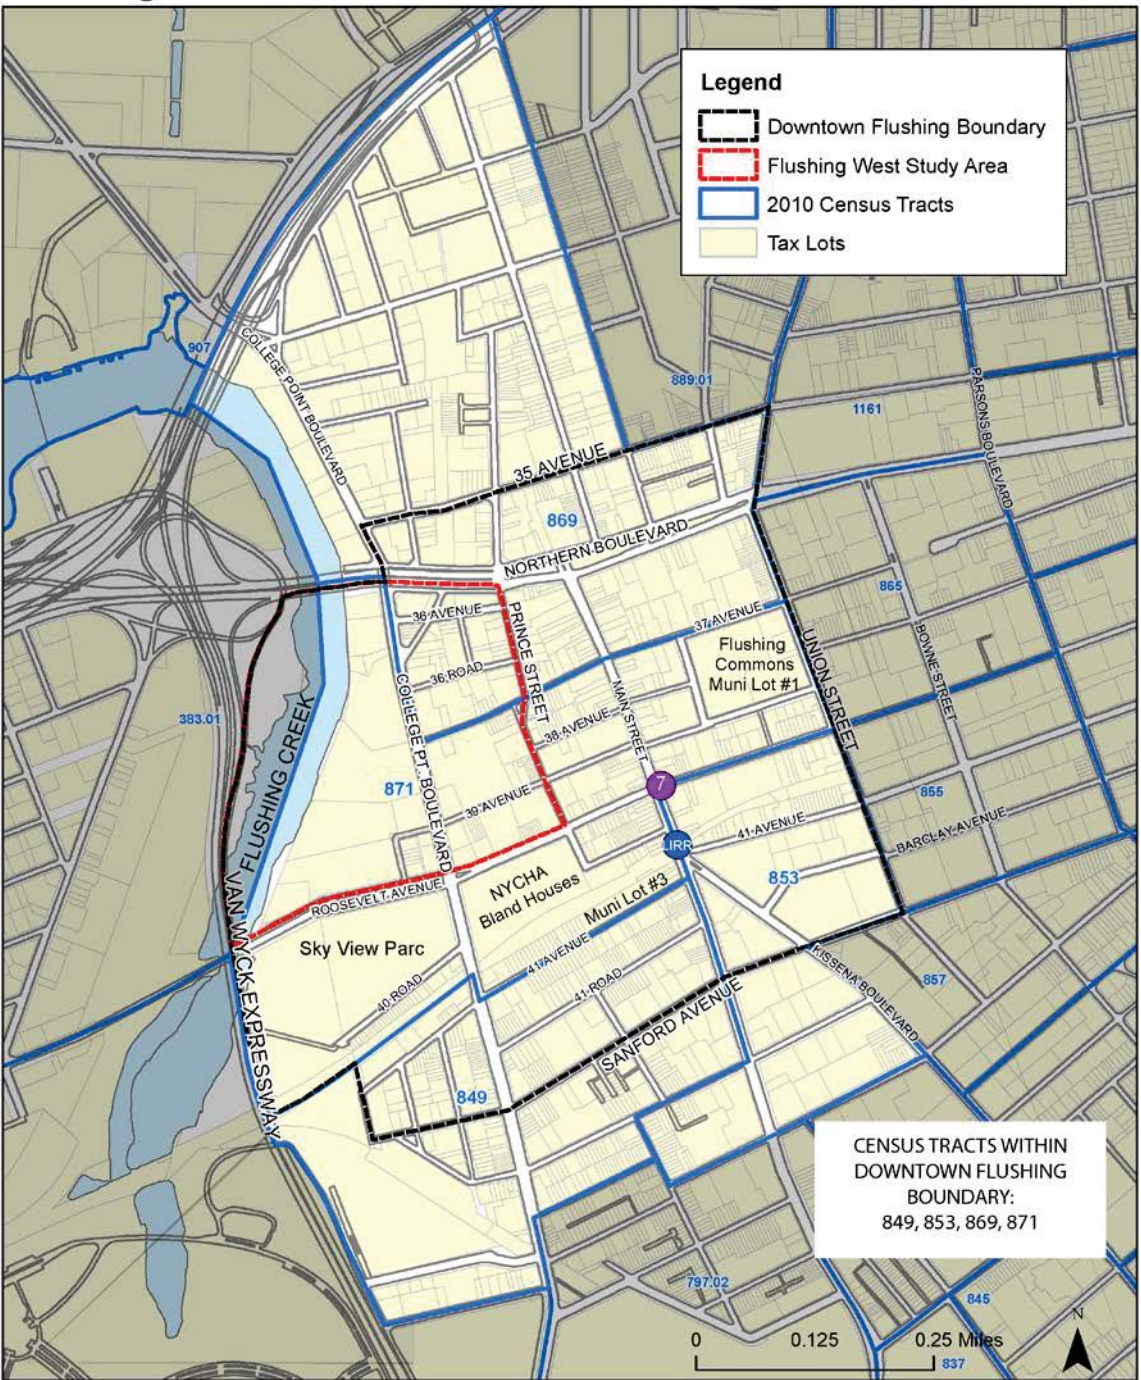 Legend
Downtown Flushing Boundary
Flushing West Study Area
2010 Census Tracts
Tax Lots
907
COLLEGE POINT BOULEVARD
889.01
1161
PARSONS BOULEVARD
35 AVENUE
869
NORTHERN BOULEVARD
865
36 AVENUE
PRINCE STREET
37 AVENUE
Flushing
Commons
Muni Lot #1
UNION STREET
BOWNE STREET
36 ROAD
COLLEGE PT. BOULEVARD
MAIN STREET
38 AVENUE
383.01
FLUSHING CREEK
871
39 AVENUE
7
855
LIRR
41 AVENUE
BARCLAY AVENUE
853
NYCHA
Bland Houses
Muni Lot #3
ROOSEVELT AVENUE
VAN WYCK EXPRESSWAY
Sky View Parc
41 AVENUE
KISSENA BOULEVARD
857
40 ROAD
41 ROAD
SANFORD AVENUE
849
CENSUS TRACTS WITHIN
DOWNTOWN FLUSHING
BOUNDARY:
849, 853, 869, 871
797.02
845
N
0 0.125 0.25 Miles
837